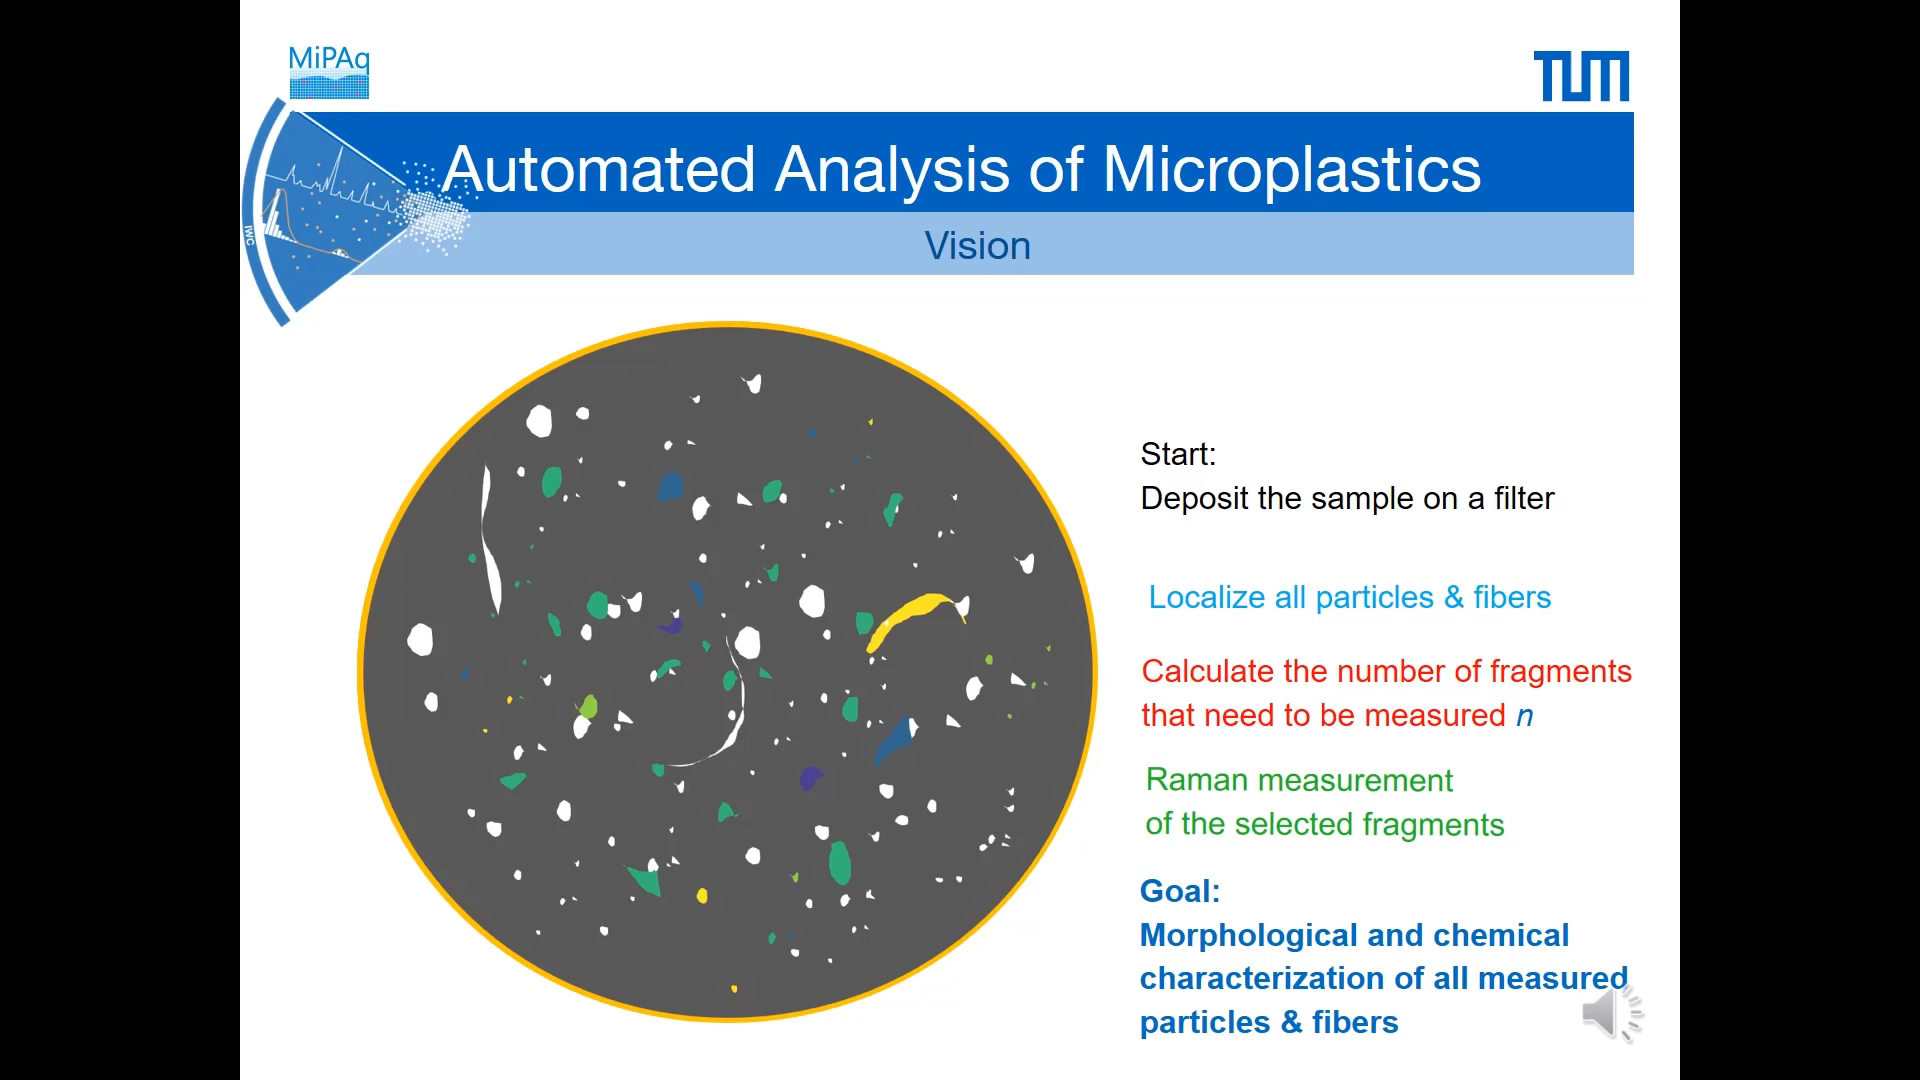 MiPAq
TUM
Automated Analysis of Microplastics
IWC
Vision
Start:
Deposit the sample on a filter
Localize all particles & fibers
Calculate the number of fragments
that need to be measured n
Raman measurement
of the selected fragments
Goal:
Morphological and chemical
characterization of all measured
particles & fibers